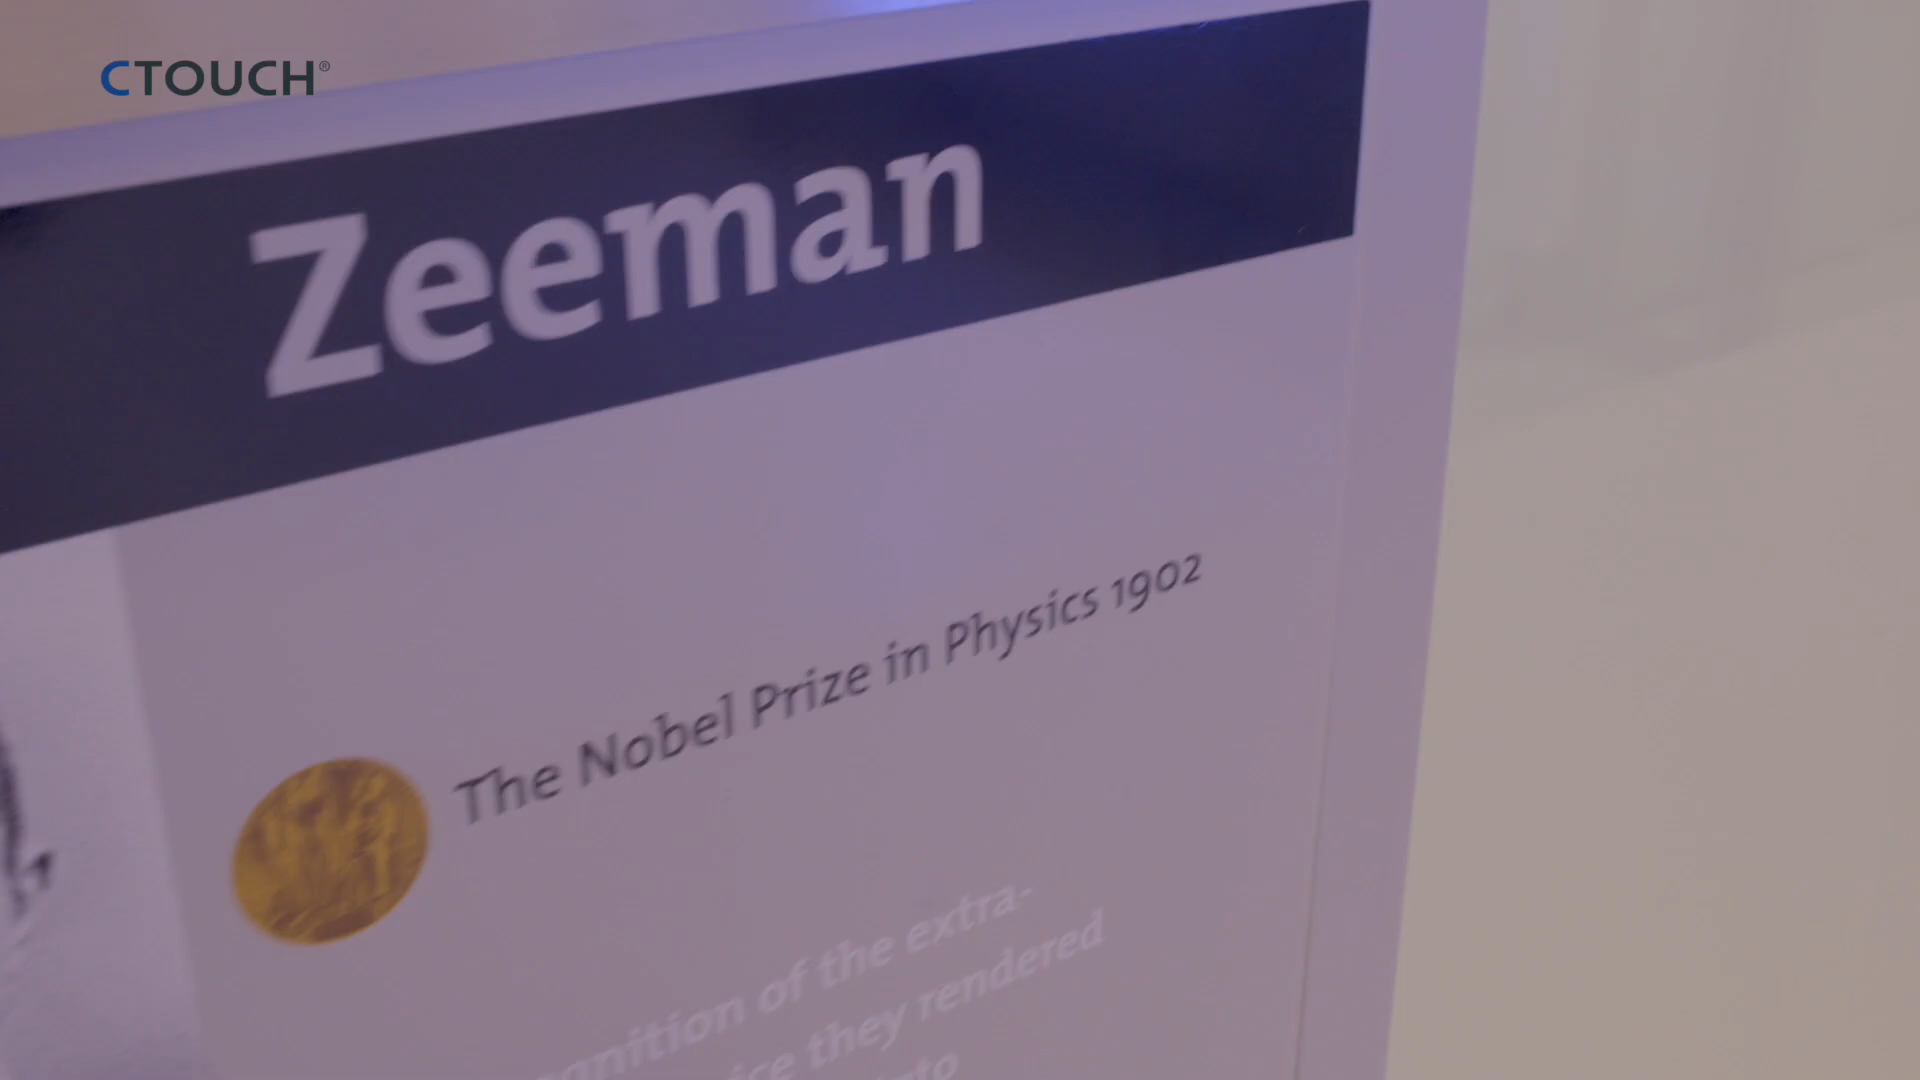 CTOUCH®
Zeeman
The Nobel Prize in Physics 1902
of the extra-
they rendered